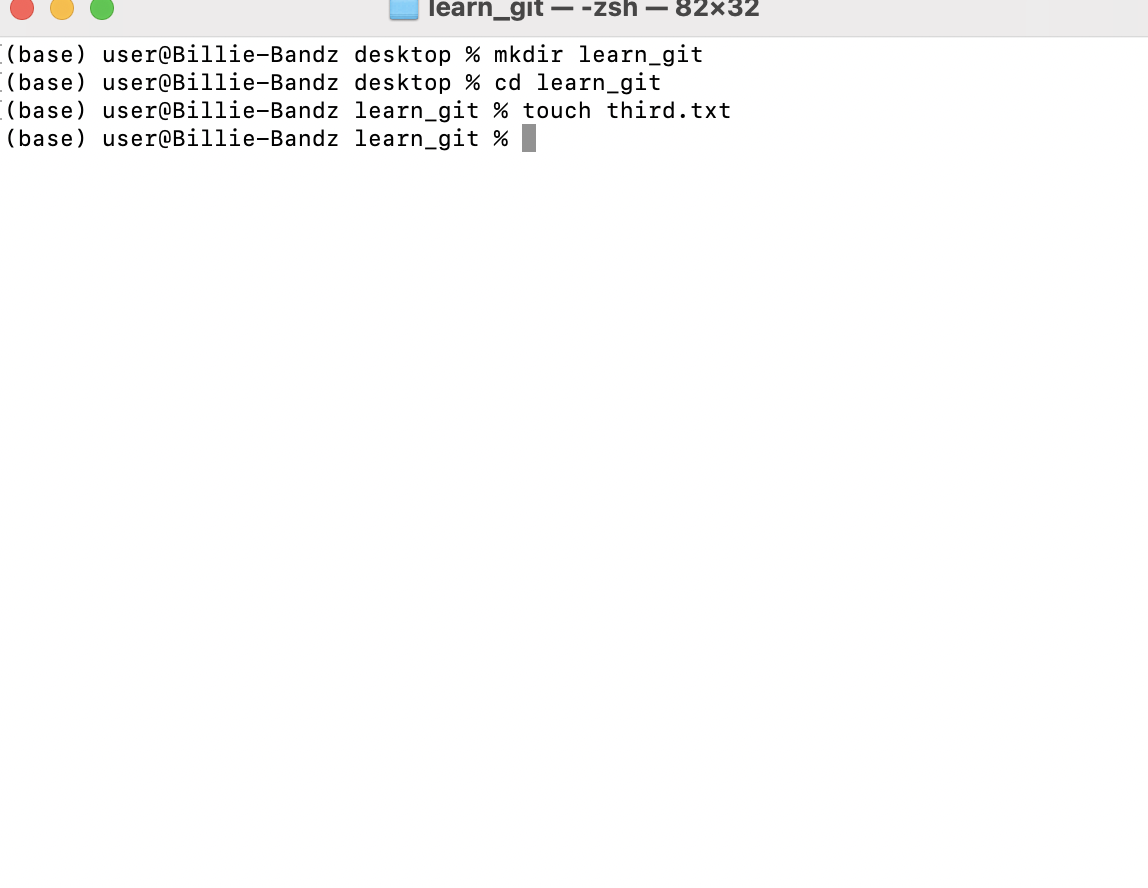 learn_git — -zsh — 82×32
(base) user@Billie-Bandz desktop % mkdir learn_git
(base) user@Billie-Bandz desktop % cd learn_git
(base) user@Billie-Bandz learn_git % touch third.txt
(base) user@Billie-Bandz learn_git %